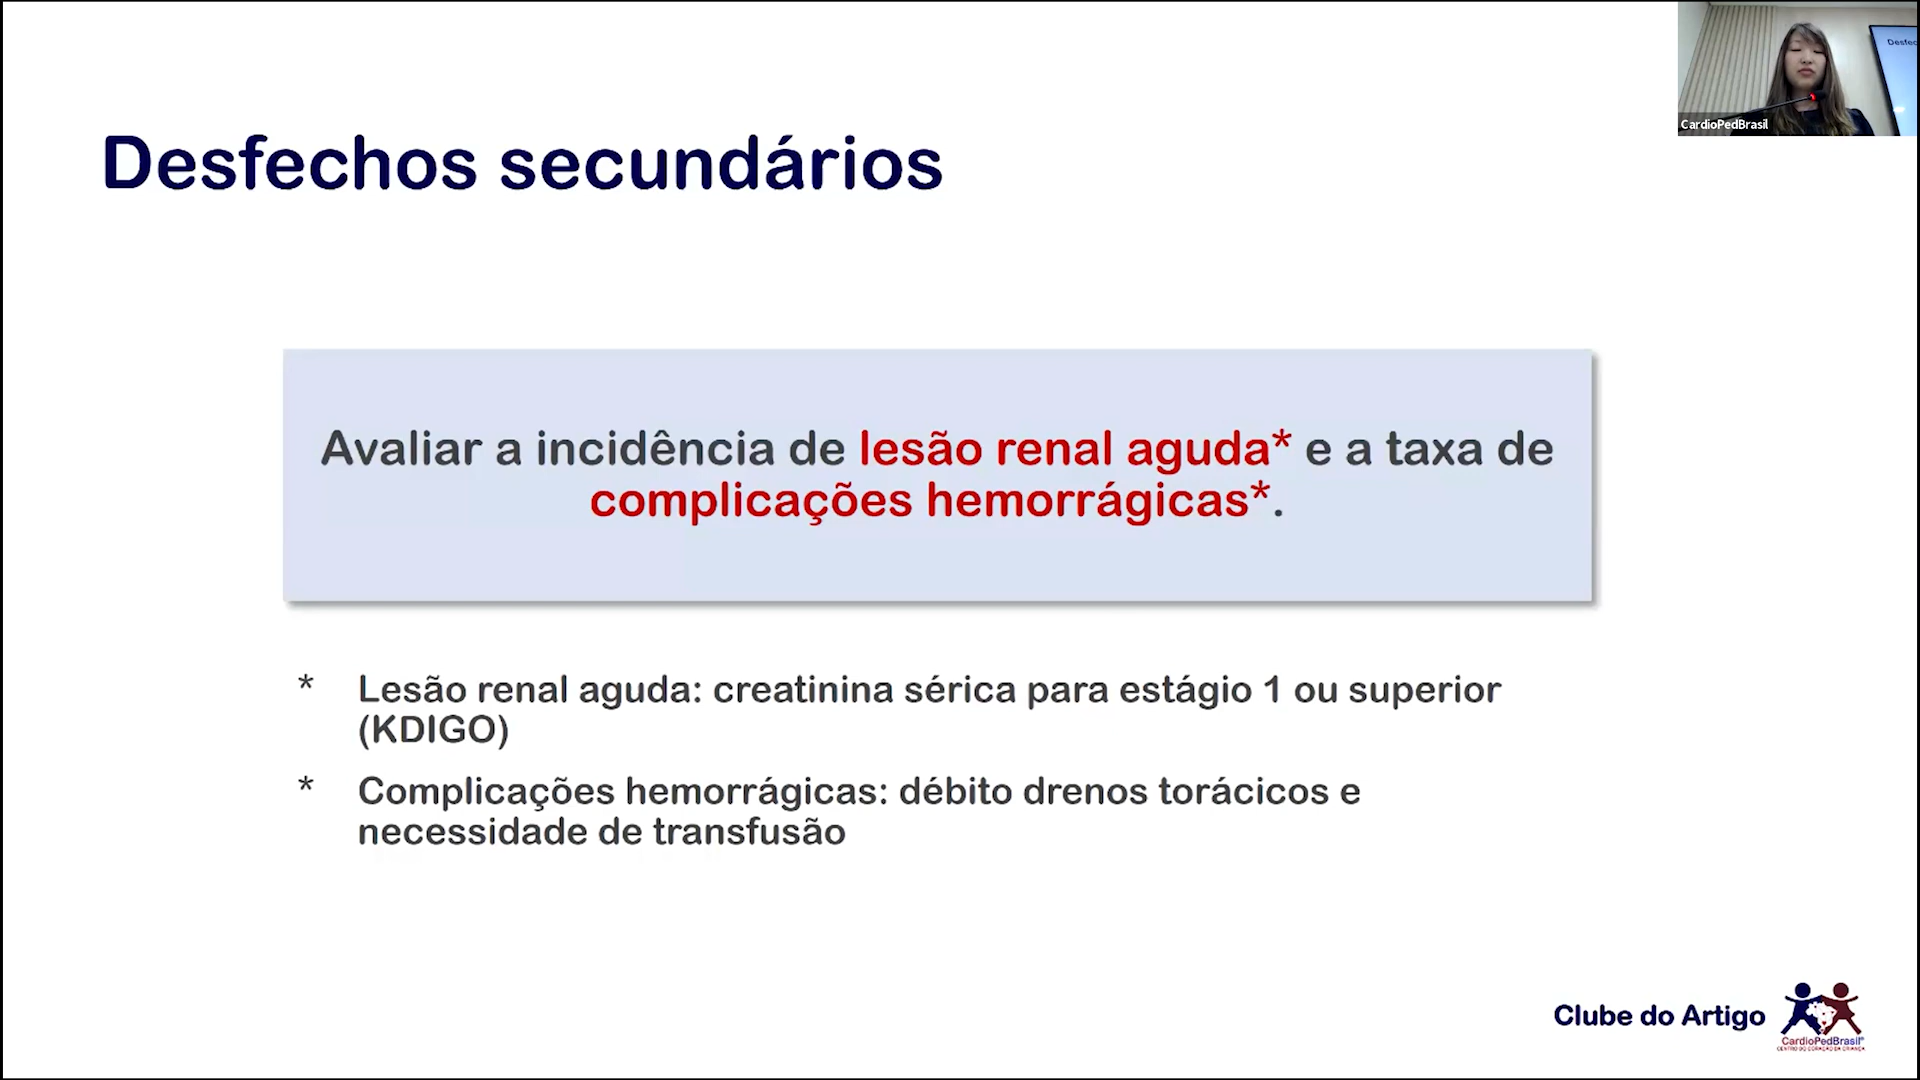 Desfec
CardioPedBrasil
Desfechos secundários
Avaliar a incidência de lesão renal aguda* e a taxa de
complicações hemorrágicas*.
* Lesão renal aguda: creatinina sérica para estágio 1 ou superior
(KDIGO)
* Complicações hemorrágicas: débito drenos torácicos e
necessidade de transfusão
Clube do Artigo
CardioPedBrasil®
CENTRO DO CORAÇÃO DA CRIANÇA